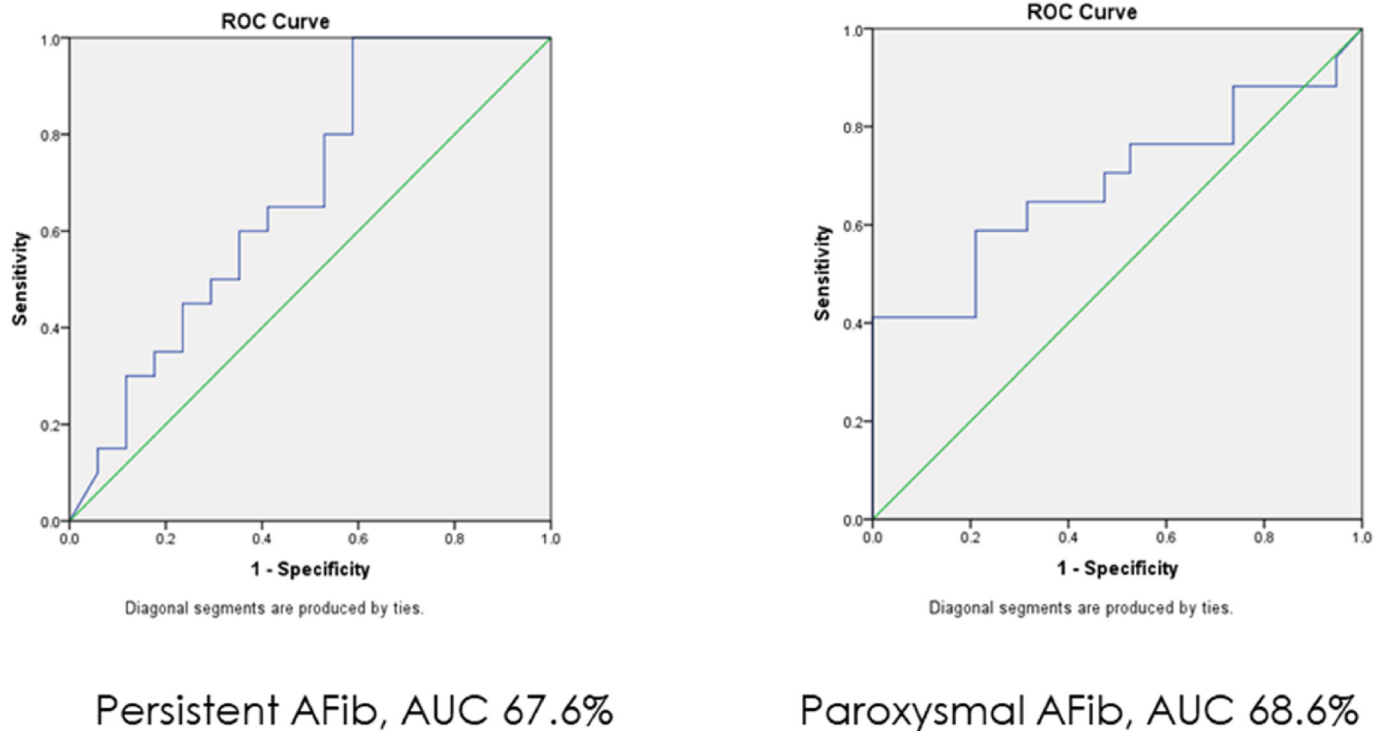 ROC Curve
1.0
0.8
0.6
0.4
0.2
0.0
Sensitivity
0.0 0.2 0.4 0.6 0.8 1.0
1 - Specificity
Diagonal segments are produced by ties.
Persistent AFib, AUC 67.6%
ROC Curve
1.0
0.8
0.6
0.4
0.2
0.0
Sensitivity
0.0 0.2 0.4 0.6 0.8 1.0
1 - Specificity
Diagonal segments are produced by ties.
Paroxysmal AFib, AUC 68.6%